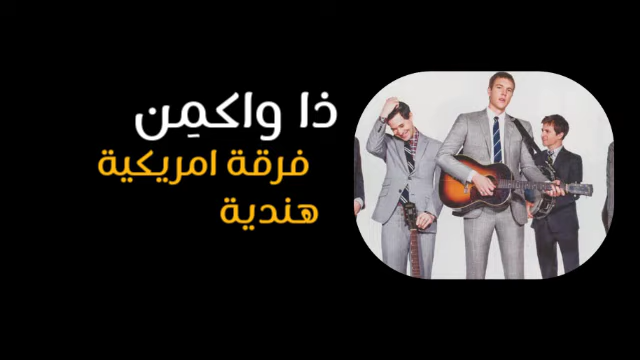 ذا واكمِن
فرقة امريكية
هندية